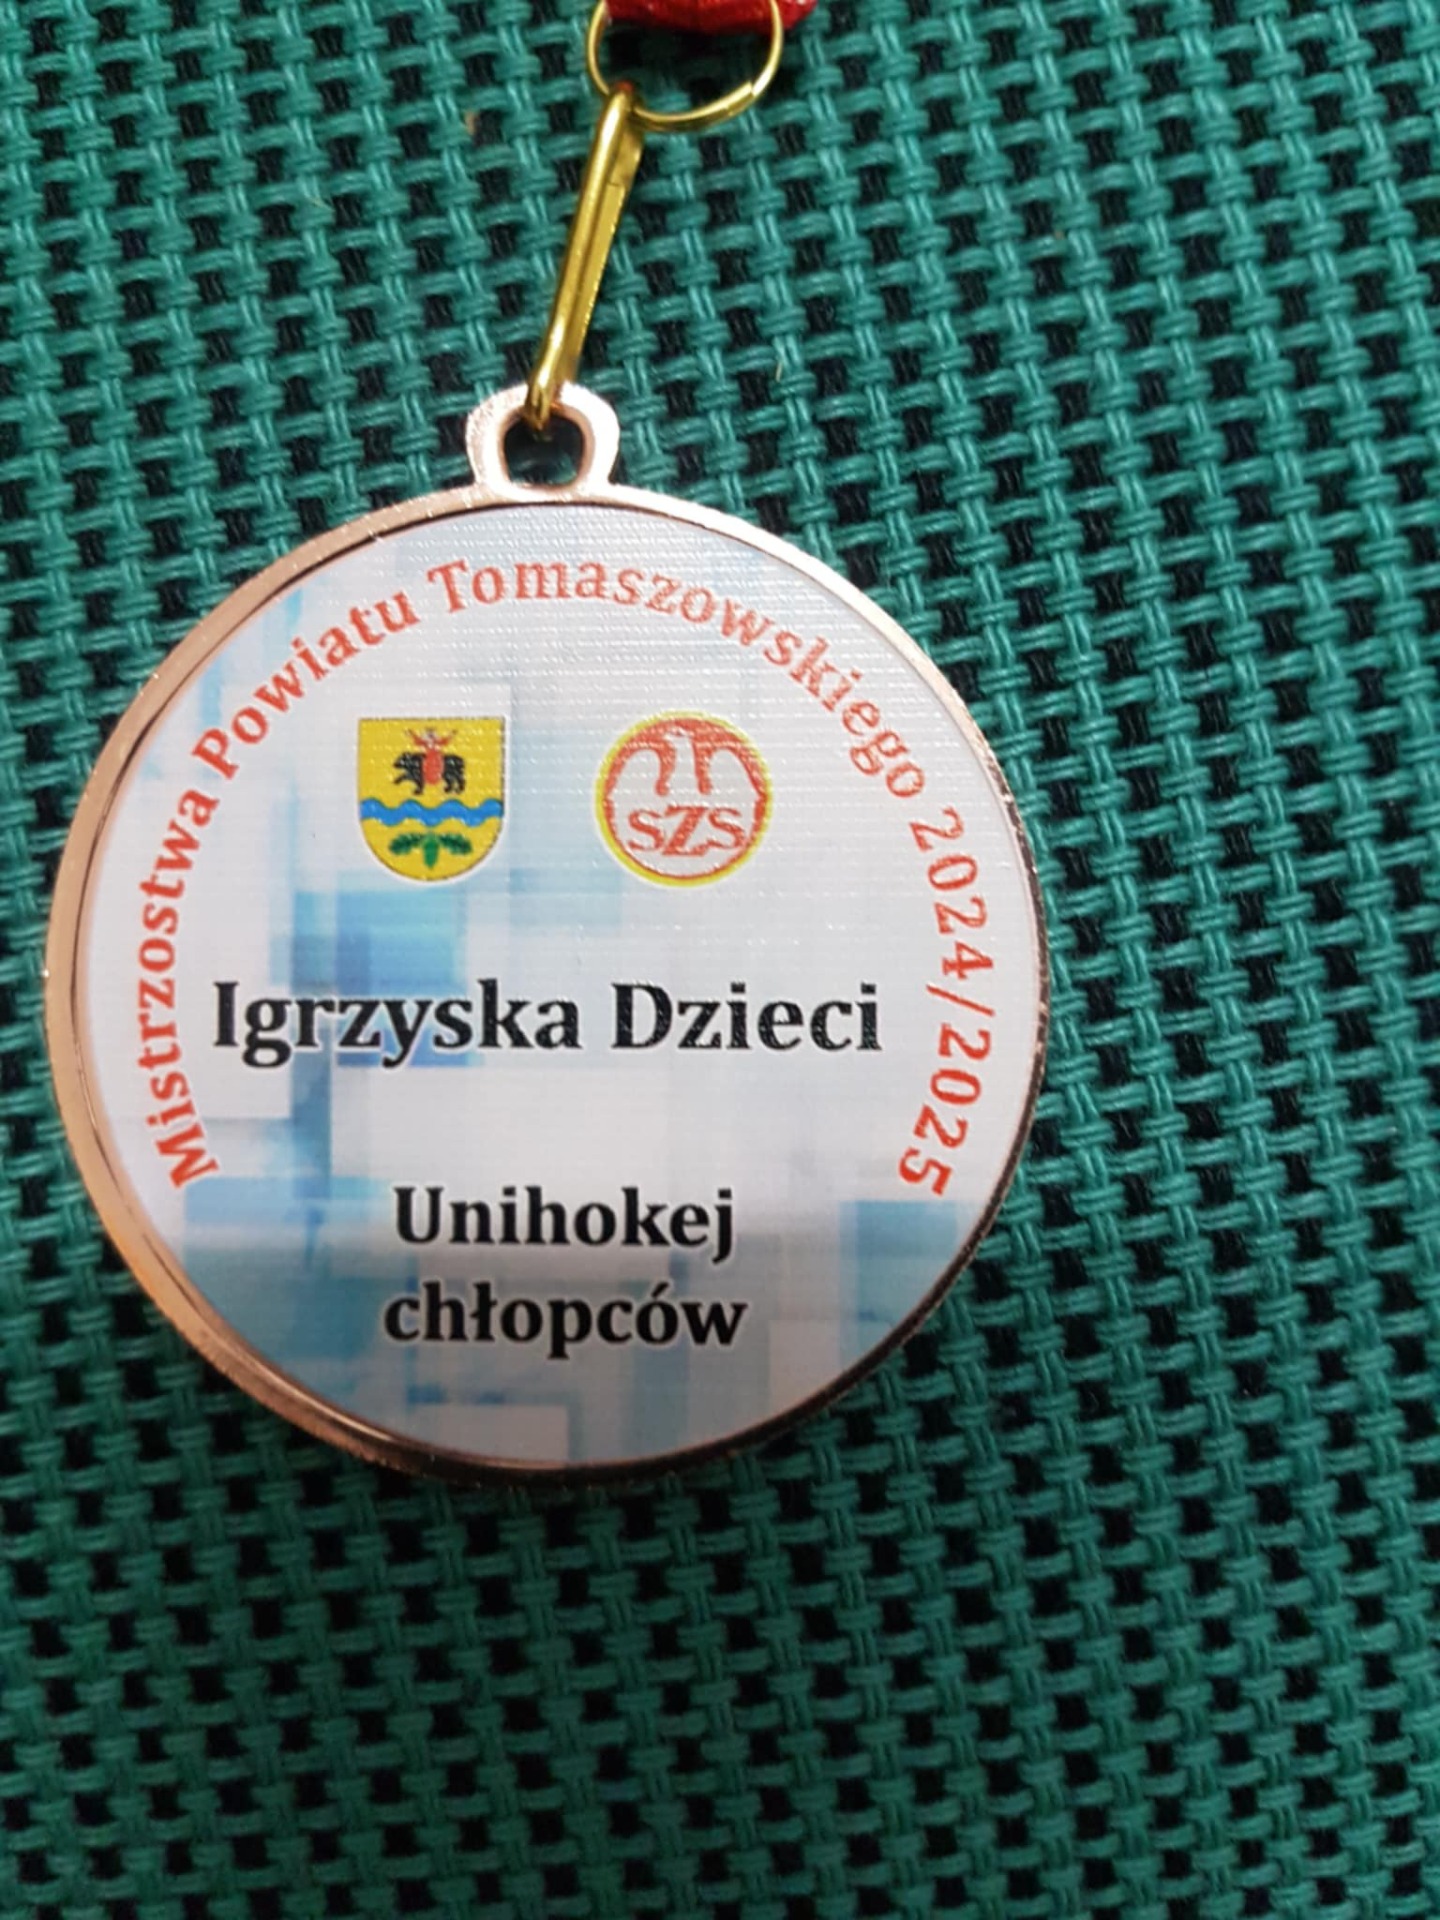 Mistrzostwa Powiatu Tomaszowskiego 2024/2025
SZS
Igrzyska Dzieci
Unihokej
chłopców